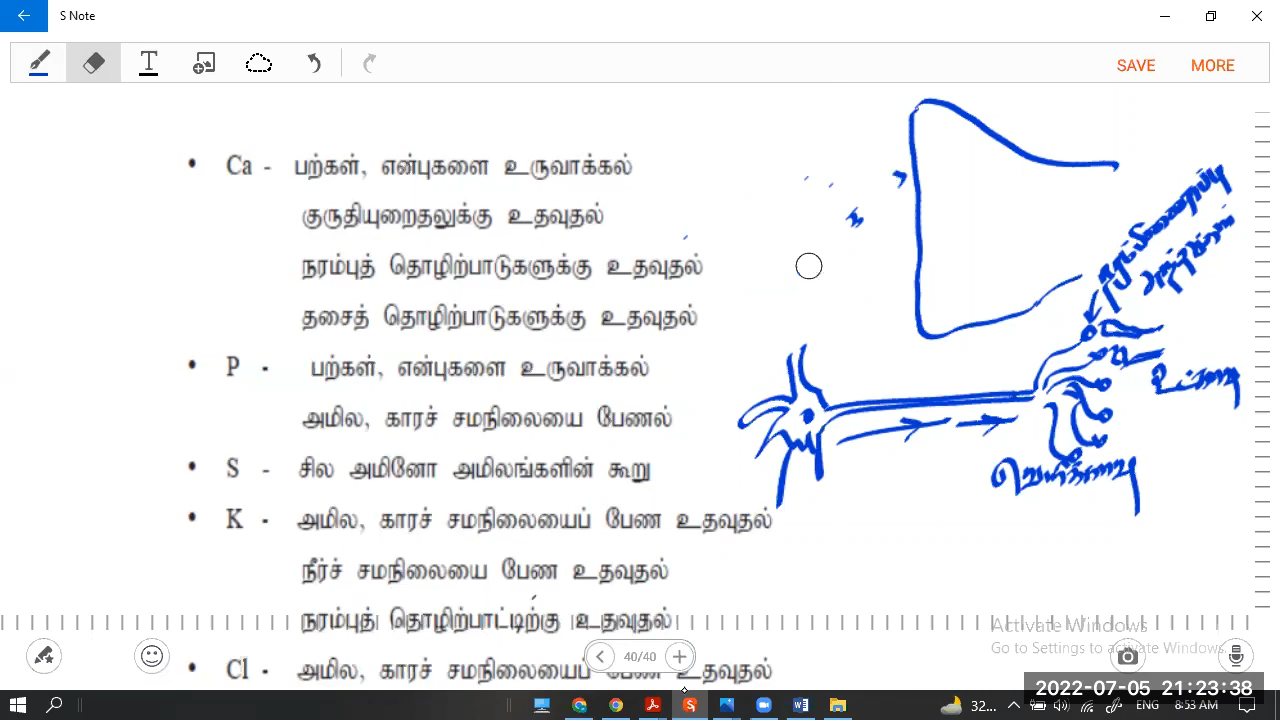 S Note
SAVE MORE
• Ca - பற்கள், என்புகளை உருவாக்கல்
குருதியுறைதலுக்கு உதவுதல்
நரம்புத் தொழிற்பாடுகளுக்கு உதவுதல்
தசைத் தொழிற்பாடுகளுக்கு உதவுதல்
• P - பற்கள், என்புகளை உருவாக்கல்
அமில, காரச் சமநிலையை பேணல்
• S - சில அமினோ அமிலங்களின் கூறு
• K - அமில, காரச் சமநிலையைப் பேண உதவுதல்
நீர்ச் சமநிலையை பேண உதவுதல்
நரம்புத் தொழிற்பாட்டிற்கு உதவுதல்
• Cl - அமில, காரச் சமநிலையைப் பேண உதவுதல்
40/40
Activate Windows
Go to Settings to activate Windows.
2022-07-05 21:23:38
32... ENG 8:53 AM